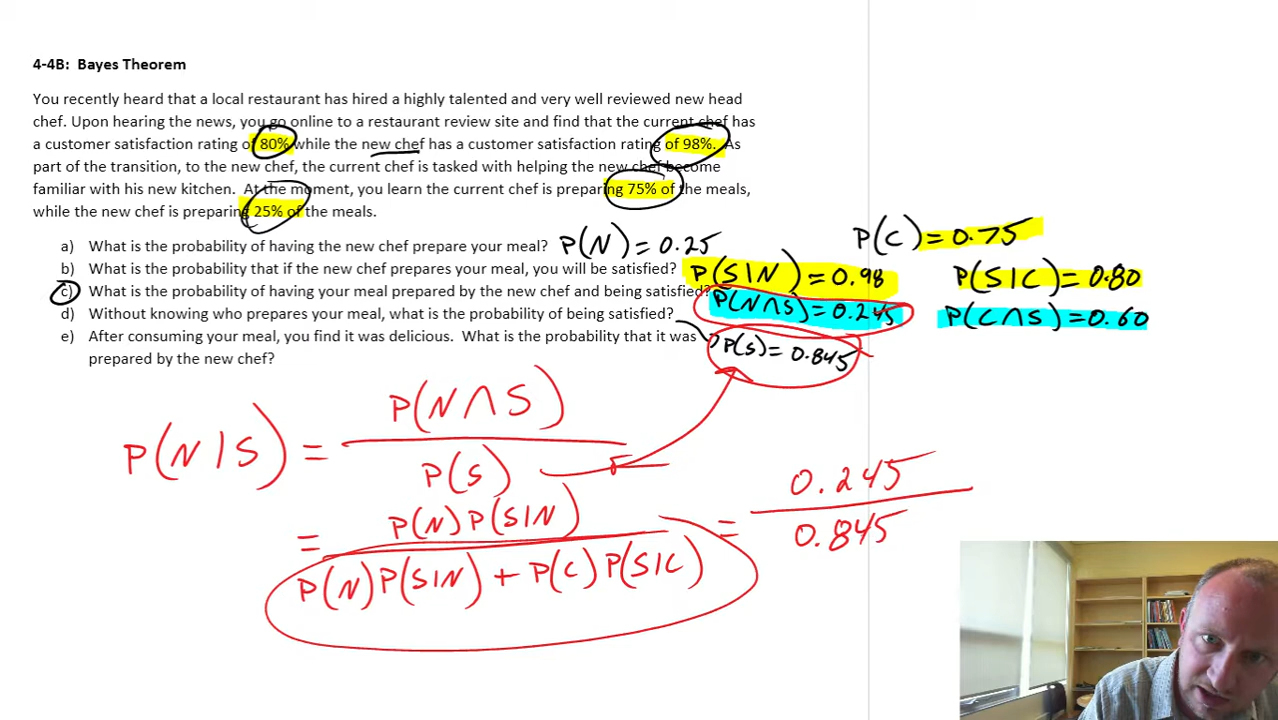 4-4B: Bayes Theorem
You recently heard that a local restaurant has hired a highly talented and very well reviewed new head
chef. Upon hearing the news, you go online to a restaurant review site and find that the current chef has
a customer satisfaction rating of 80% while the new chef has a customer satisfaction rating of 98%. As
part of the transition, to the new chef, the current chef is tasked with helping the new chef become
familiar with his new kitchen. At the moment, you learn the current chef is preparing 75% of the meals,
while the new chef is preparing 25% of the meals.
a) What is the probability of having the new chef prepare your meal? P(N) = 0.25 P(C) = 0.75
b) What is the probability that if the new chef prepares your meal, you will be satisfied? P(S|N) = 0.98 P(S|C) = 0.80
c) What is the probability of having your meal prepared by the new chef and being satisfied? P(N∩S) = 0.245 P(C∩S) = 0.60
d) Without knowing who prepares your meal, what is the probability of being satisfied?
e) After consuming your meal, you find it was delicious. What is the probability that it was P(S) = 0.845
prepared by the new chef?
P(N|S) = P(N∩S)
P(S)
= P(N)P(S|N) = 0.245
P(N)P(S|N) + P(C)P(S|C) 0.845